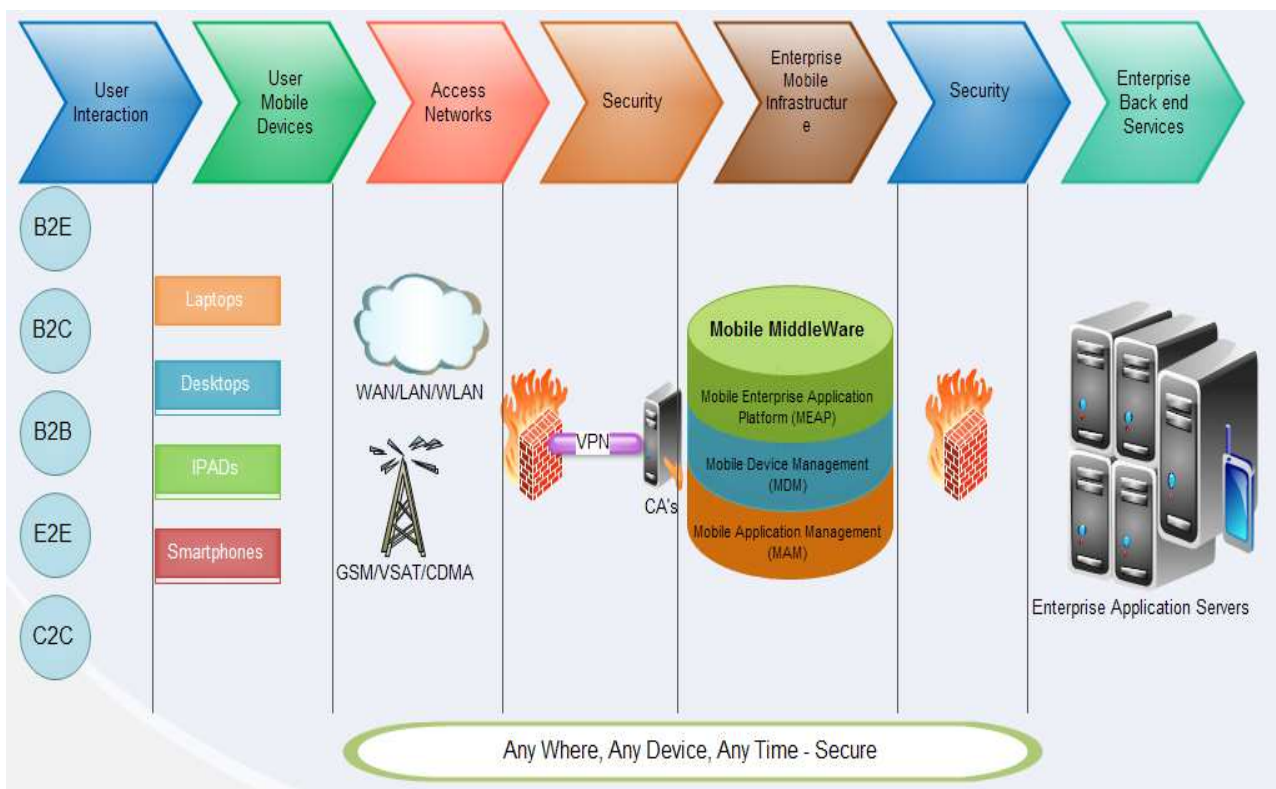 User
Interaction
User
Mobile
Devices
Access
Networks
Security
Enterprise
Mobile
Infrastructur
e
Security
Enterprise
Back end
Services
B2E
B2C
B2B
E2E
C2C
Laptops
Desktops
IPADs
Smartphones
WAN/LAN/WLAN
GSM/VSAT/CDMA
VPN
CA's
Mobile MiddleWare
Mobile Enterprise Application
Platform (MEAP)
Mobile Device Management
(MDM)
Mobile Application Management
(MAM)
Enterprise Application Servers
Any Where, Any Device, Any Time - Secure